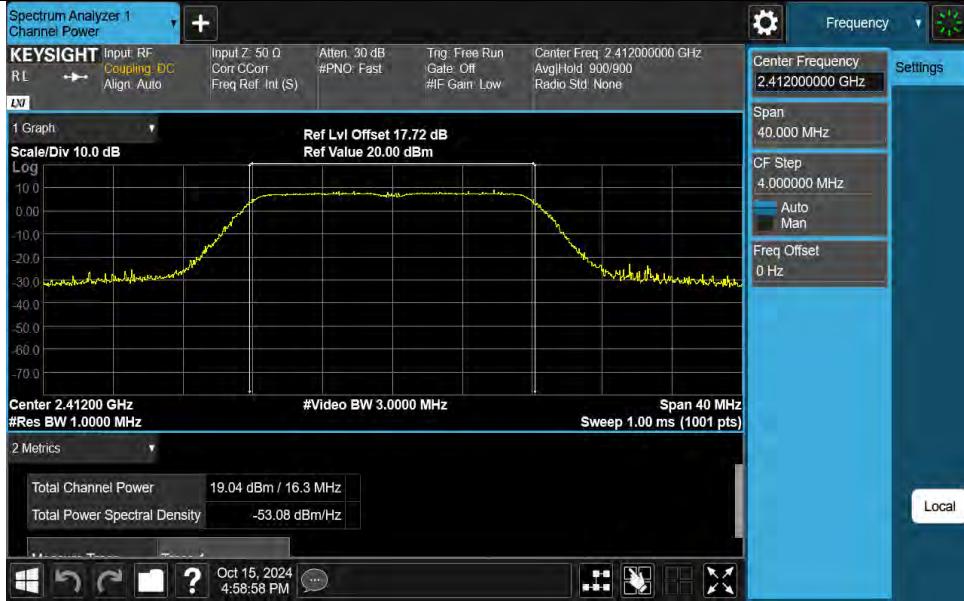 Spectrum Analyzer 1
Channel Power
Frequency
KEYSIGHT
RL
LXI
Input: RF
Coupling: DC
Align: Auto
Input Z: 50 Ω
Corr CCorr
Freq Ref: Int (S)
Atten: 30 dB
#PNO: Fast
Trig: Free Run
Gate: Off
#IF Gain: Low
Center Freq: 2.412000000 GHz
Avg|Hold: 900/900
Radio Std: None
Center Frequency
2.412000000 GHz
Settings
Span
40.000 MHz
CF Step
4.000000 MHz
Auto
Man
Freq Offset
0 Hz
Local
1 Graph
Scale/Div 10.0 dB
Ref Lvl Offset 17.72 dB
Ref Value 20.00 dBm
Log
10.0
0.00
-10.0
-20.0
-30.0
-40.0
-50.0
-60.0
-70.0
Center 2.41200 GHz
#Video BW 3.0000 MHz
Span 40 MHz
#Res BW 1.0000 MHz
Sweep 1.00 ms (1001 pts)
2 Metrics
Total Channel Power 19.04 dBm / 16.3 MHz
Total Power Spectral Density -53.08 dBm/Hz
Oct 15, 2024
4:58:58 PM